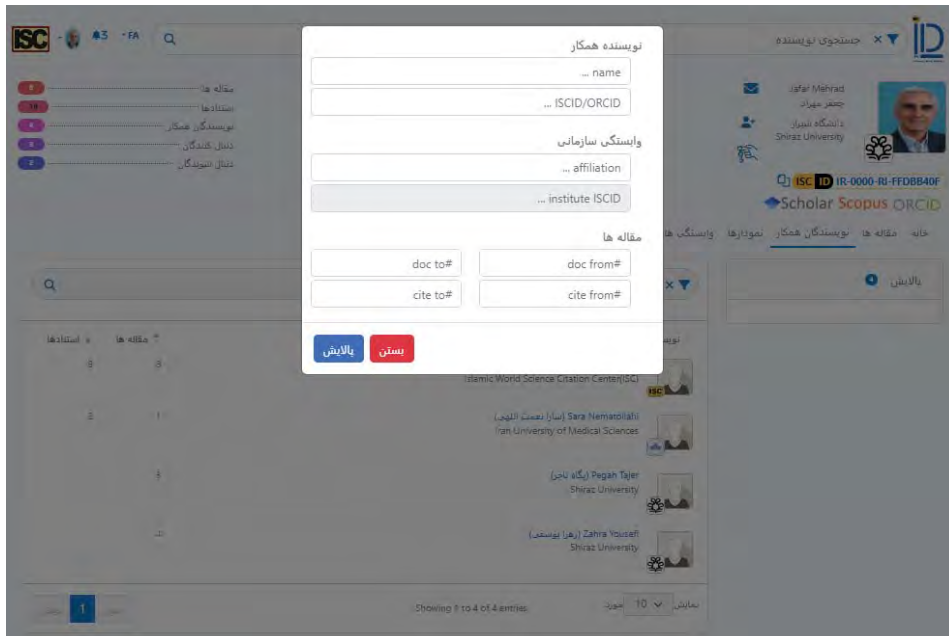 ISC
3
FA
جستجوی نویسنده
Jafar Mehrad
جعفر مهراد
دانشگاه شیراز
Shiraz University
ISC ID IR-0000-RI-FFDBB40F
Scholar Scopus ORCID
مقاله ها
استنادها
نویسندگان همکار
دنبال کنندگان
دنبال شوندگان
خانه
مقاله ها
نویسندگان همکار
نمودارها
وابستگی ها
نویسنده همکار
name ...
ISCID/ORCID ...
وابستگی سازمانی
affiliation ...
institute ISCID ...
مقاله ها
doc from#
doc to#
cite from#
cite to#
بستن
پالایش
پالایش
مقاله ها
استنادها
Islamic World Science Citation Center(ISC)
Sara Nematollahi (سارا نعمت اللهی)
Iran University of Medical Sciences
Pegah Tajer (پگاه تاجر)
Shiraz University
Zahra Yousefi (زهرا یوسفی)
Shiraz University
نمایش 10 مورد
Showing 1 to 4 of 4 entries
1